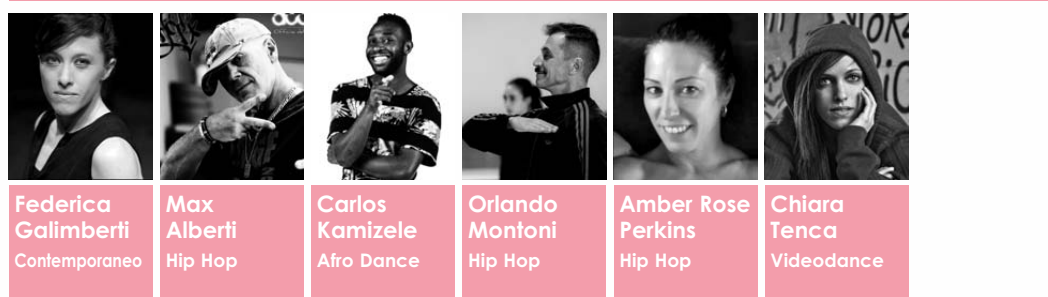 Federica
Galimberti
Contemporaneo
Max
Alberti
Hip Hop
Carlos
Kamizele
Afro Dance
Orlando
Montoni
Hip Hop
Amber Rose
Perkins
Hip Hop
Chiara
Tenca
Videodance